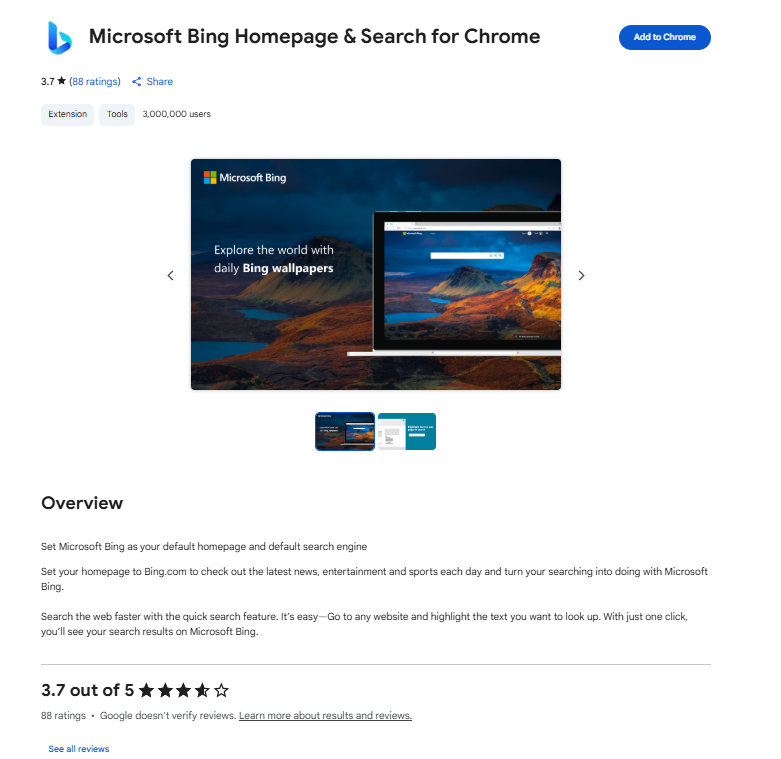 Microsoft Bing Homepage & Search for Chrome
Add to Chrome
3.7 ★ (88 ratings)
Share
Extension
Tools
3,000,000 users
Microsoft Bing
Explore the world with
daily Bing wallpapers
Overview
Set Microsoft Bing as your default homepage and default search engine
Set your homepage to Bing.com to check out the latest news, entertainment and sports each day and turn your searching into doing with Microsoft
Bing.
Search the web faster with the quick search feature. It's easy—Go to any website and highlight the text you want to look up. With just one click,
you'll see your search results on Microsoft Bing.
3.7 out of 5
88 ratings • Google doesn't verify reviews. Learn more about results and reviews.
See all reviews